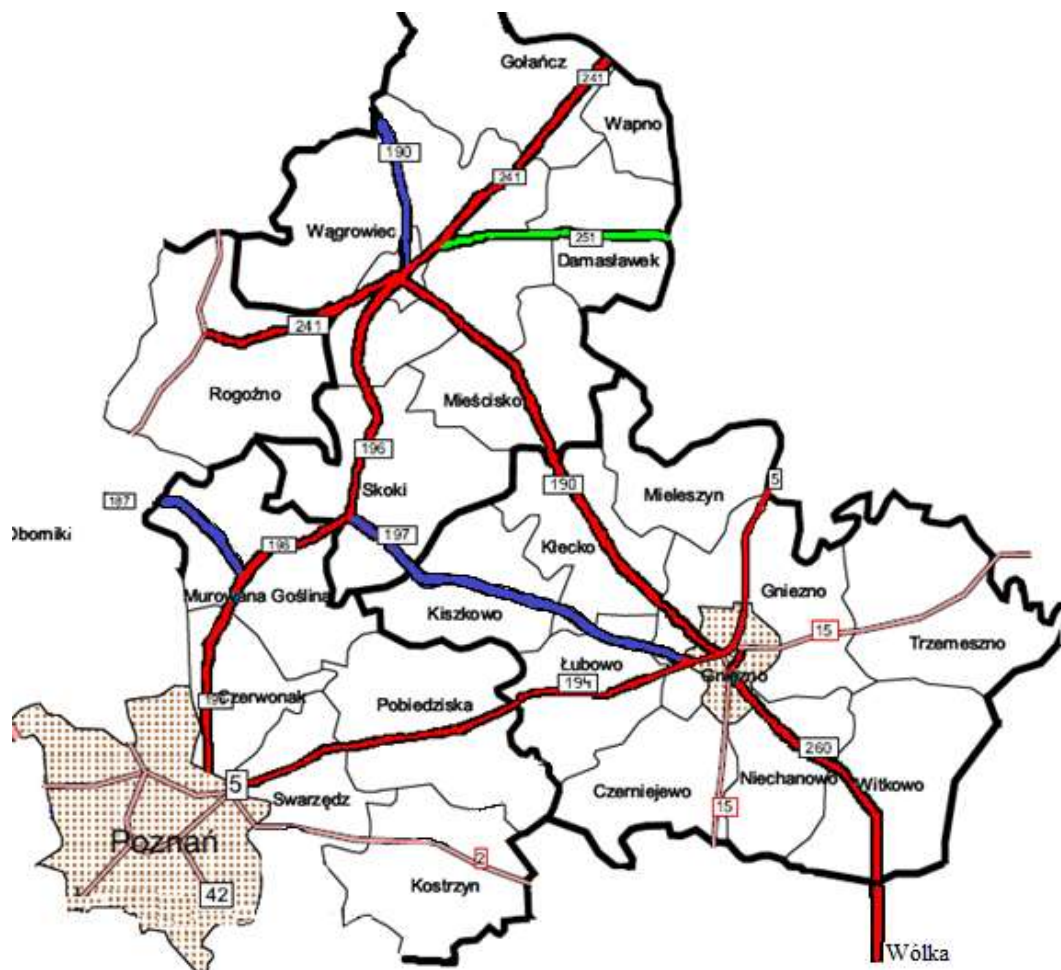 Gołańcz
241
Wapno
190
241
Wągrowiec
251
Damasławek
241
Rogoźno
Mieścisko
196
5
Skoki
190
Mieleszyn
187
Oborniki
197
196
Kłecko
Murowana Goślina
Gniezno
Kiszkowo
15
Trzemeszno
Łubowo
Gniezno
194
Czerwonak
Pobiedziska
260
5
Swarzędz
Czerniejewo
Niechanowo
Witkowo
15
Poznań
2
42
Kostrzyn
Wólka